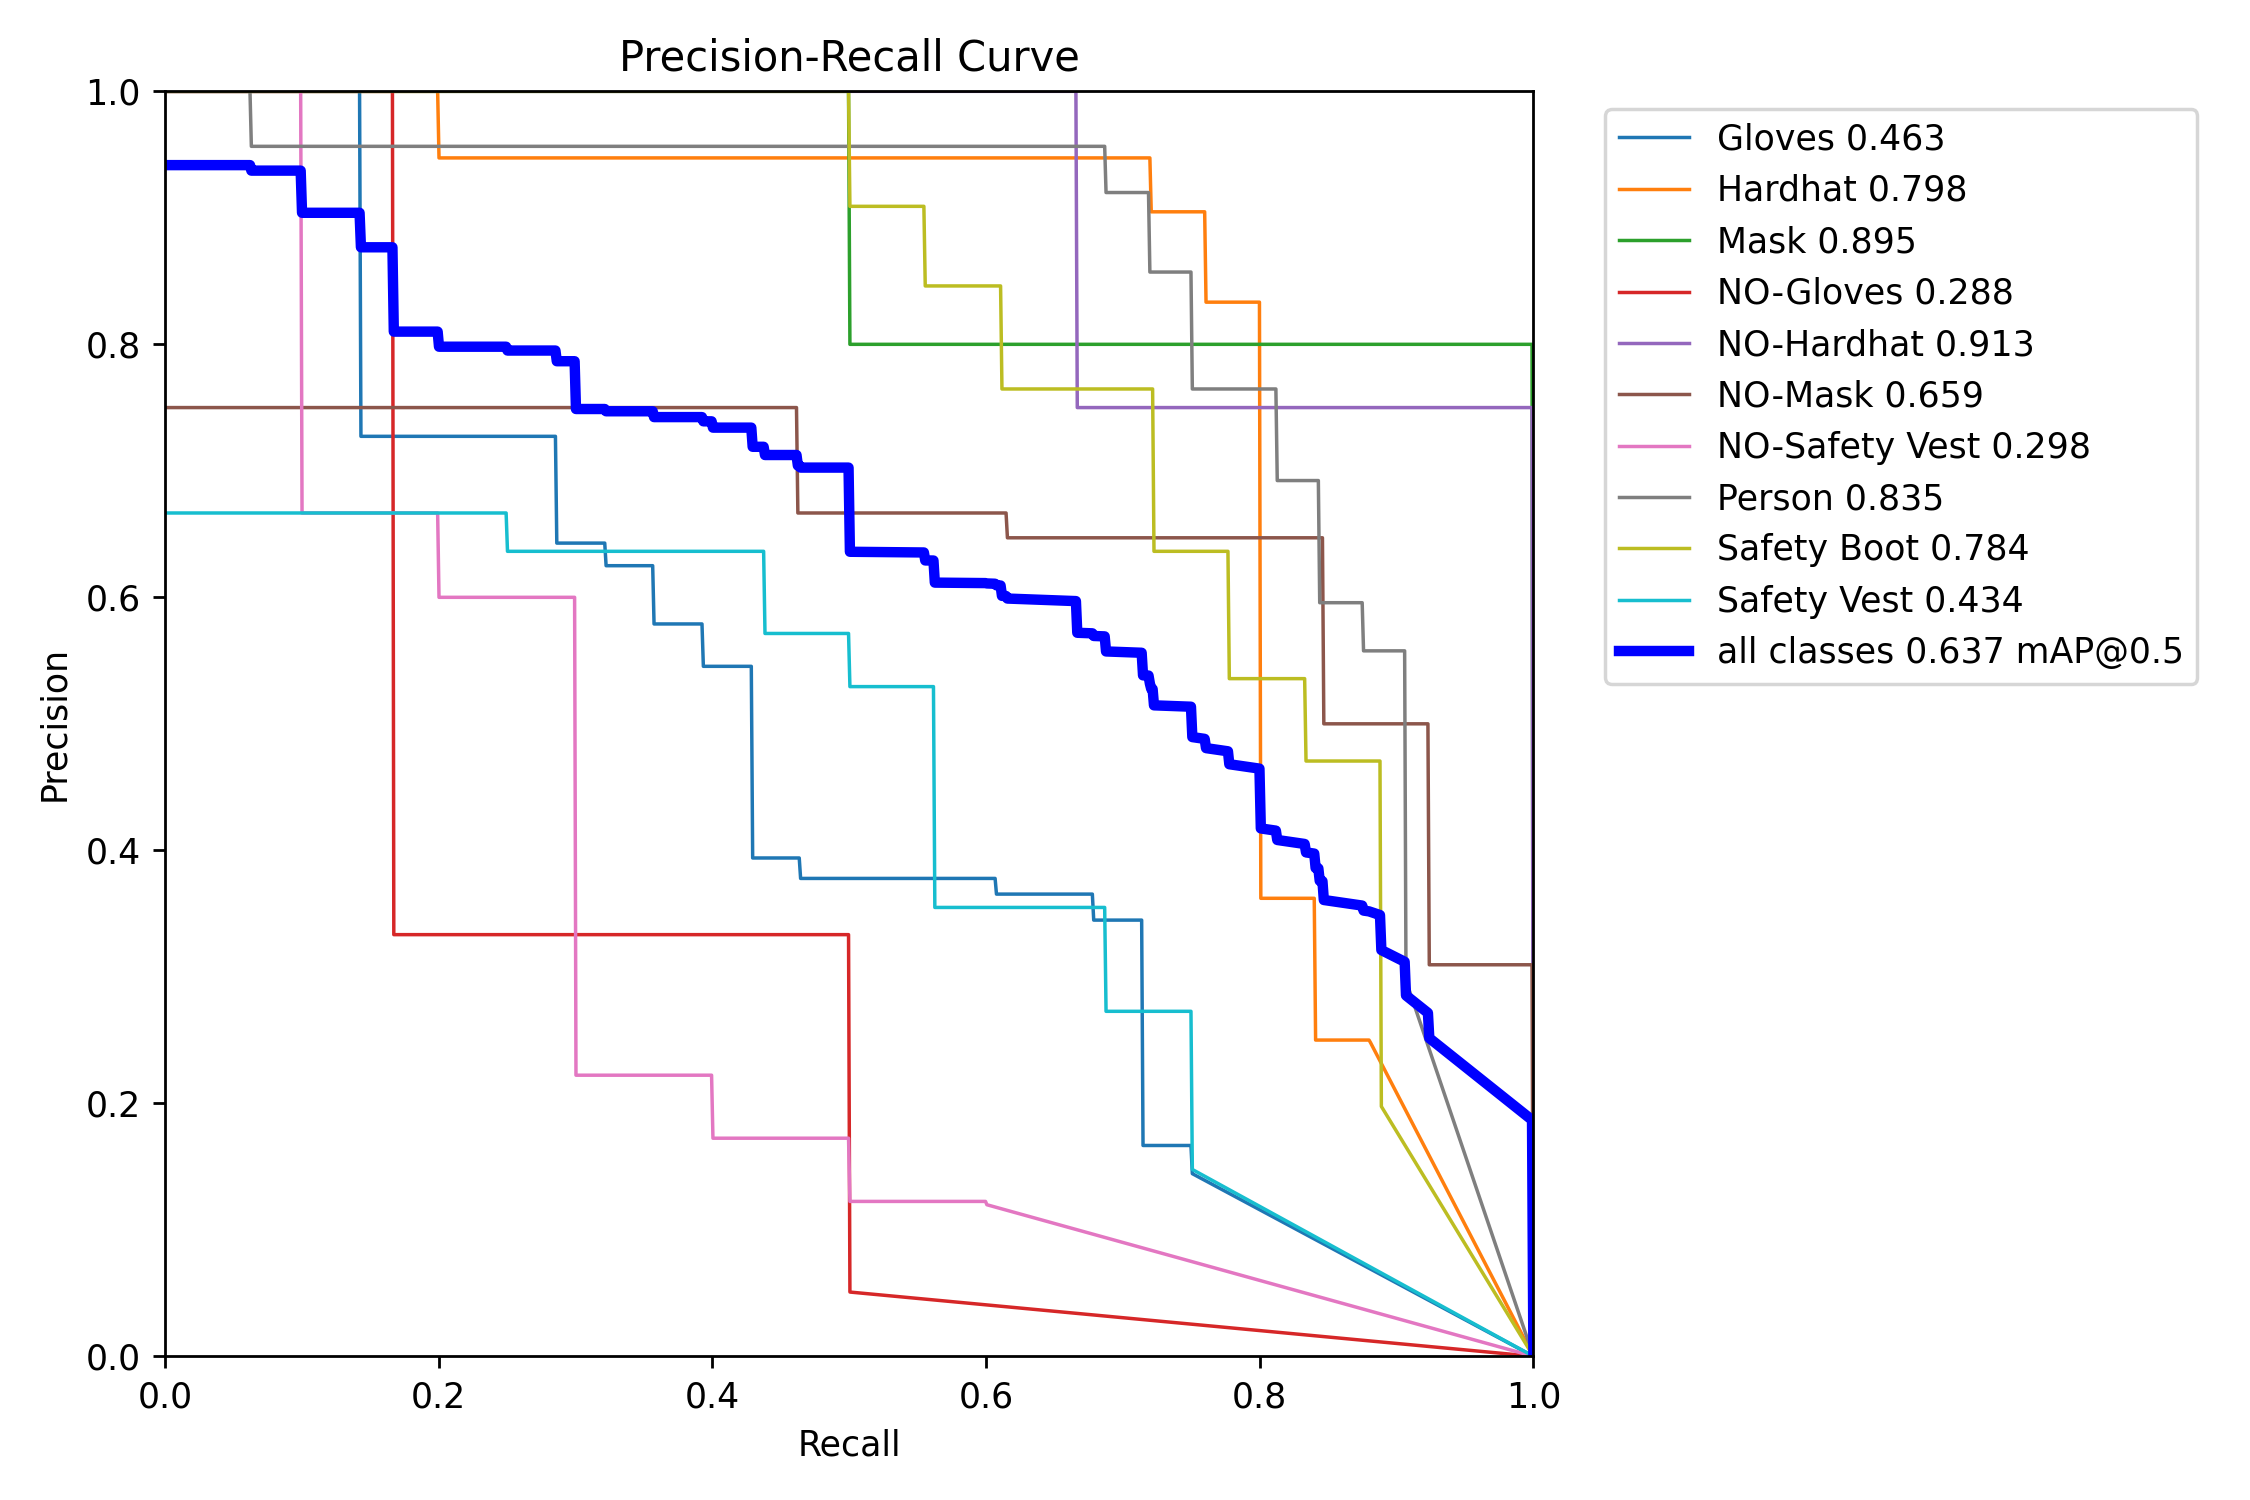 Precision-Recall Curve
1.0
0.8
0.6
0.4
0.2
0.0
Precision
0.0 0.2 0.4 0.6 0.8 1.0
Recall
Gloves 0.463
Hardhat 0.798
Mask 0.895
NO-Gloves 0.288
NO-Hardhat 0.913
NO-Mask 0.659
NO-Safety Vest 0.298
Person 0.835
Safety Boot 0.784
Safety Vest 0.434
all classes 0.637 mAP@0.5